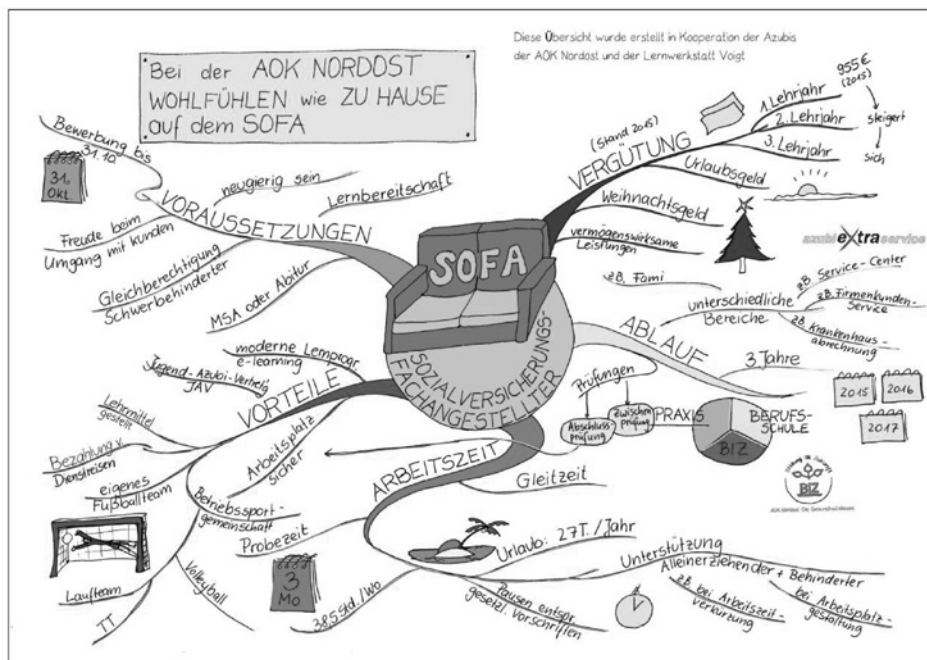 Diese Übersicht wurde erstellt in Kooperation der Azubis
der AOK Nordost und der Lernwerkstatt Voigt
Bei der AOK NORDOST
WOHLFÜHLEN wie ZU HAUSE
auf dem SOFA
Bewerbung bis
31.10.
31.
Okt.
VORAUSSETZUNGEN
neugierig sein
Lernbereitschaft
Freude beim
Umgang mit Kunden
Gleichberechtigung
Schwerbehinderter
MSA oder Abitur
SOFA
SOZIALVERSICHERUNGS-
FACHANGESTELLTER
(Stand 2015)
VERGÜTUNG
1. Lehrjahr
955 €
(2015)
2. Lehrjahr
steigert
3. Lehrjahr
sich
Urlaubsgeld
Weihnachtsgeld
vermögenswirksame
Leistungen
azubiextraservice
ABLAUF
zB. Fami
unterschiedliche
Bereiche
zB. Service-Center
zB. Firmenkunden-
Service
zb. Krankenhaus-
abrechnung
3 Jahre
2015
2016
2017
Prüfungen
Abschluss-
prüfung
Zwischen
prüfung
PRAXIS
BERUFS-
SCHULE
BIZ
BIZ
VORTEILE
moderne Lernprogr.
e-learning
Jugend-Azubi-Vertretg
JAV
Lehrmittel
gestellt
Bezahlung v.
Dienstreisen
eigenes
Fußballteam
Arbeitsplatz
sicher
Betriebssport-
gemeinschaft
Laufteam
TT
Volleyball
ARBEITSZEIT
Gleitzeit
Probezeit
3
Mo
38,5 Std./Wo
Urlaub: 27 T./Jahr
Pausen entspr.
gesetzl. Vorschriften
Unterstützung
Alleinerziehender + Behinderter
zB bei Arbeitszeit-
verkürzung
bei Arbeitsplatz-
gestaltung